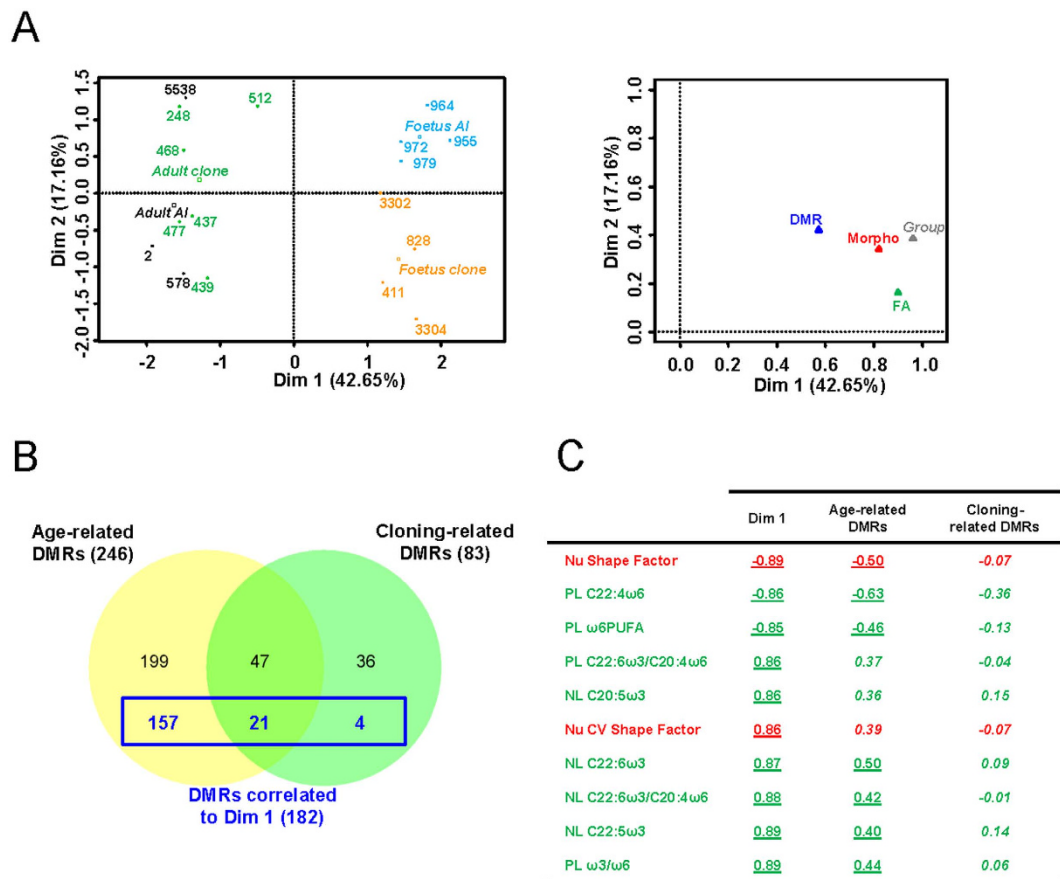 A
1.5
1.0
0.5
0.0
-0.5
-1.0
-1.5
-2.0
Dim 2 (17.16%)
5538
248
512
468
Adult clone
Adult AI
437
477
2
578
439
964
Foetus AI
972
955
979
3302
828
Foetus clone
411
3304
-2
-1
0
1
2
Dim 1 (42.65%)
1.0
0.8
0.6
0.4
0.2
0.0
Dim 2 (17.16%)
DMR
Morpho
Group
FA
0.0 0.2 0.4 0.6 0.8 1.0
Dim 1 (42.65%)
B
Age-related
DMRs (246)
Cloning-related
DMRs (83)
199 47 36
157 21 4
DMRs correlated
to Dim 1 (182)
C
Dim 1 Age-related DMRs Cloning-related DMRs
Nu Shape Factor -0.89 -0.50 -0.07
PL C22:4ω6 -0.86 -0.63 -0.36
PL ω6PUFA -0.85 -0.46 -0.13
PL C22:6ω3/C20:4ω6 0.86 0.37 -0.04
NL C20:5ω3 0.86 0.36 0.15
Nu CV Shape Factor 0.86 0.39 -0.07
NL C22:6ω3 0.87 0.50 0.09
NL C22:6ω3/C20:4ω6 0.88 0.42 -0.01
NL C22:5ω3 0.89 0.40 0.14
PL ω3/ω6 0.89 0.44 0.06